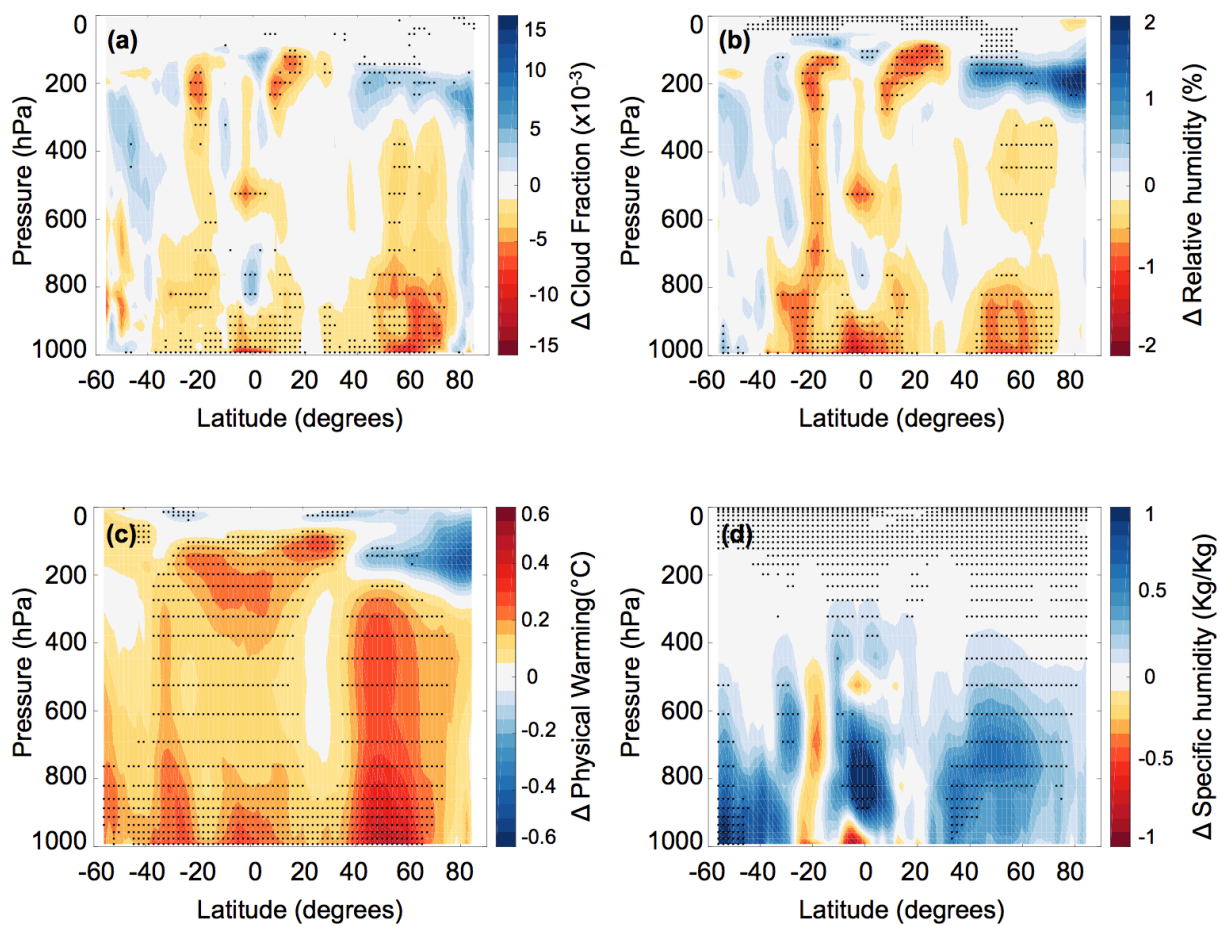 (a)
0
200
400
600
800
1000
Pressure (hPa)
-60 -40 -20 0 20 40 60 80
Latitude (degrees)
15
10
5
0
-5
-10
-15
Δ Cloud Fraction (x10-3)
(b)
0
200
400
600
800
1000
Pressure (hPa)
-60 -40 -20 0 20 40 60 80
Latitude (degrees)
2
1
0
-1
-2
Δ Relative humidity (%)
(c)
0
200
400
600
800
1000
Pressure (hPa)
-60 -40 -20 0 20 40 60 80
Latitude (degrees)
0.6
0.4
0.2
0
-0.2
-0.4
-0.6
Δ Physical Warming(°C)
(d)
0
200
400
600
800
1000
Pressure (hPa)
-60 -40 -20 0 20 40 60 80
Latitude (degrees)
1
0.5
0
-0.5
-1
Δ Specific humidity (Kg/Kg)